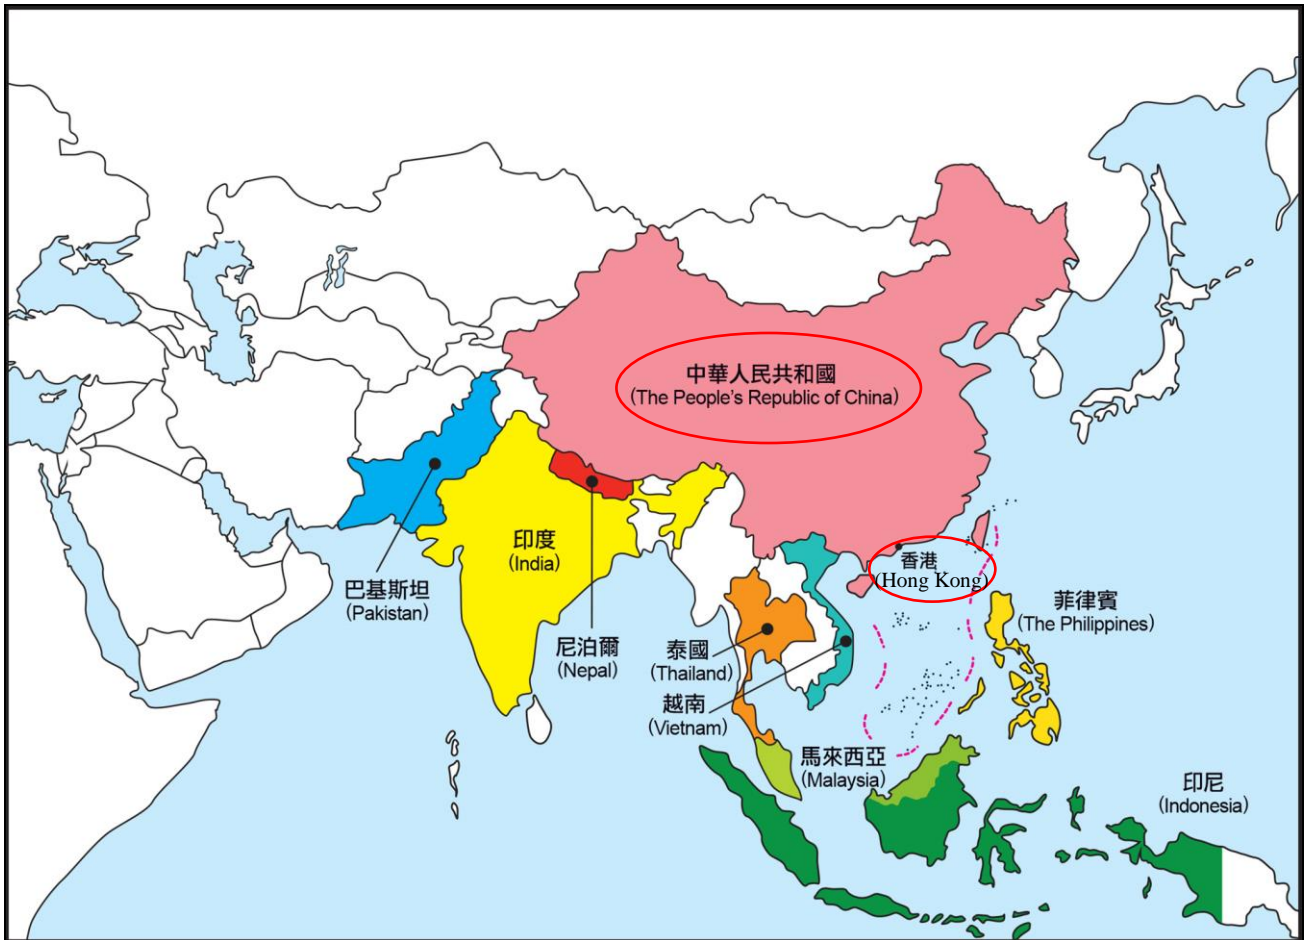 中華人民共和國
(The People's Republic of China)
印度
(India)
香港
(Hong Kong)
巴基斯坦
(Pakistan)
菲律賓
(The Philippines)
尼泊爾
(Nepal)
泰國
(Thailand)
越南
(Vietnam)
馬來西亞
(Malaysia)
印尼
(Indonesia)